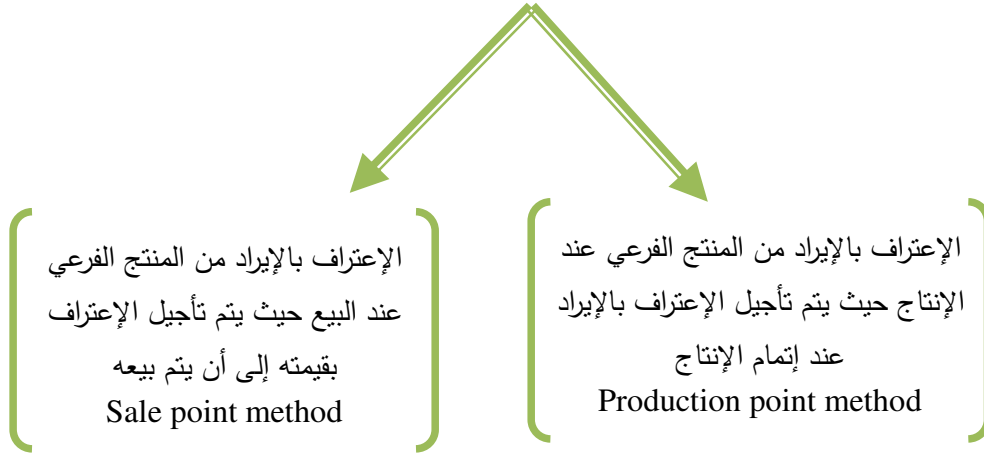 الإعتراف بالإيراد من المنتج الفرعي عند
الإنتاج حيث يتم تأجيل الإعتراف بالإيراد
عند إتمام الإنتاج
Production point method
الإعتراف بالإيراد من المنتج الفرعي
عند البيع حيث يتم تأجيل الإعتراف
بقيمته إلى أن يتم بيعه
Sale point method